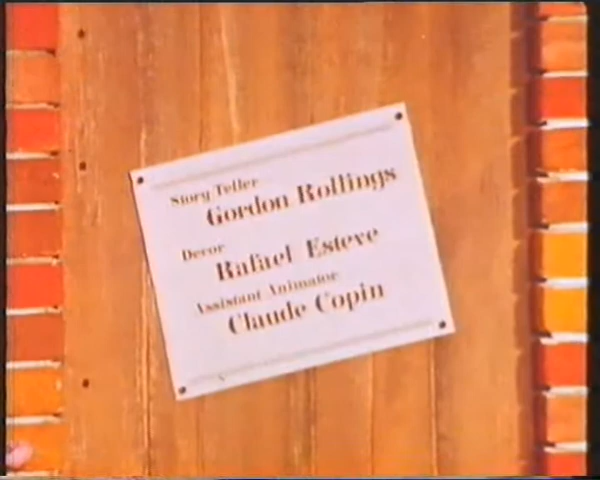 Story Teller
Gordon Rollings
Decor
Rafael Esteve
Assistant Animator
Claude Copin